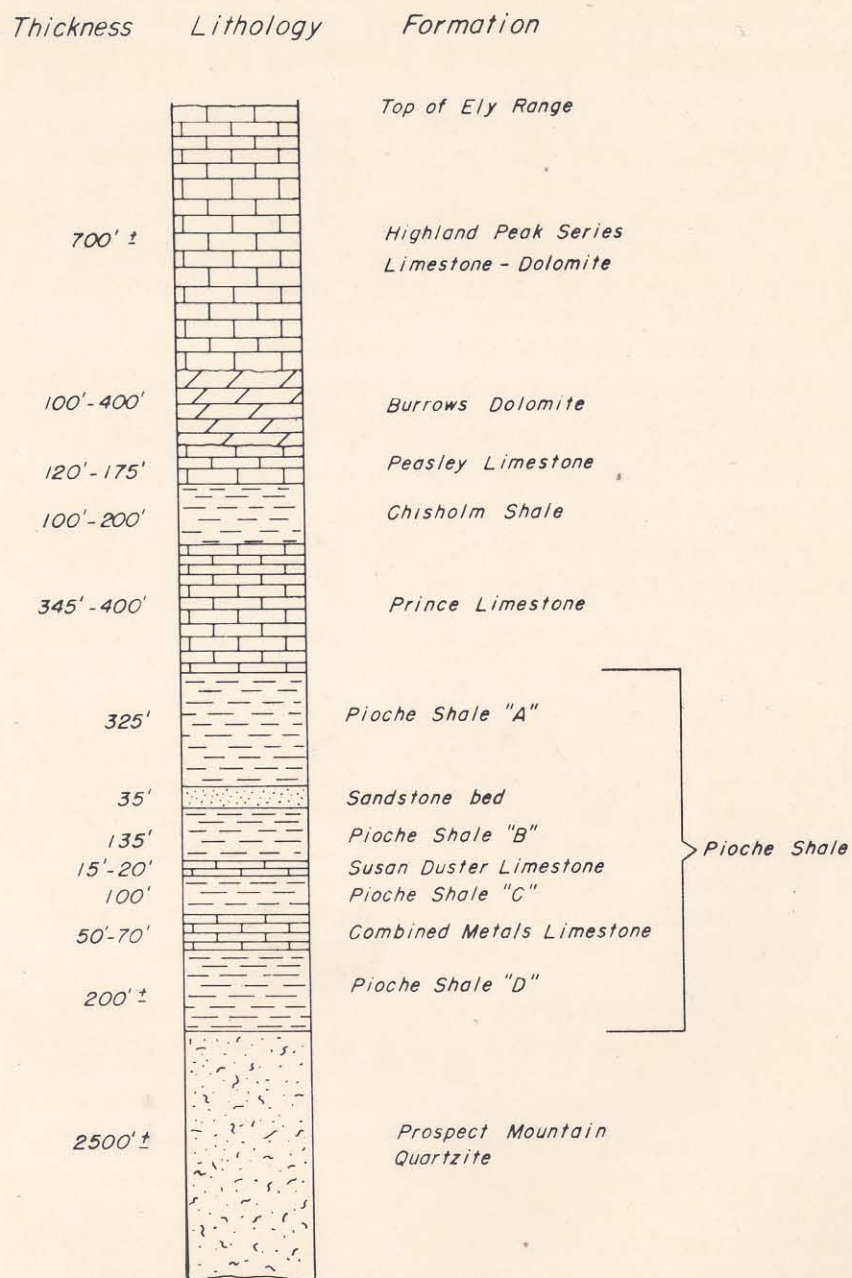 Thickness Lithology Formation
Top of Ely Range
700' ± Highland Peak Series
Limestone - Dolomite
100'-400' Burrows Dolomite
120'-175' Peasley Limestone
100'-200' Chisholm Shale
345'-400' Prince Limestone
325' Pioche Shale "A"
35' Sandstone bed
135' Pioche Shale "B"
Pioche Shale
15'-20' Susan Duster Limestone
100' Pioche Shale "C"
50'-70' Combined Metals Limestone
200' ± Pioche Shale "D"
2500' ± Prospect Mountain
Quartzite